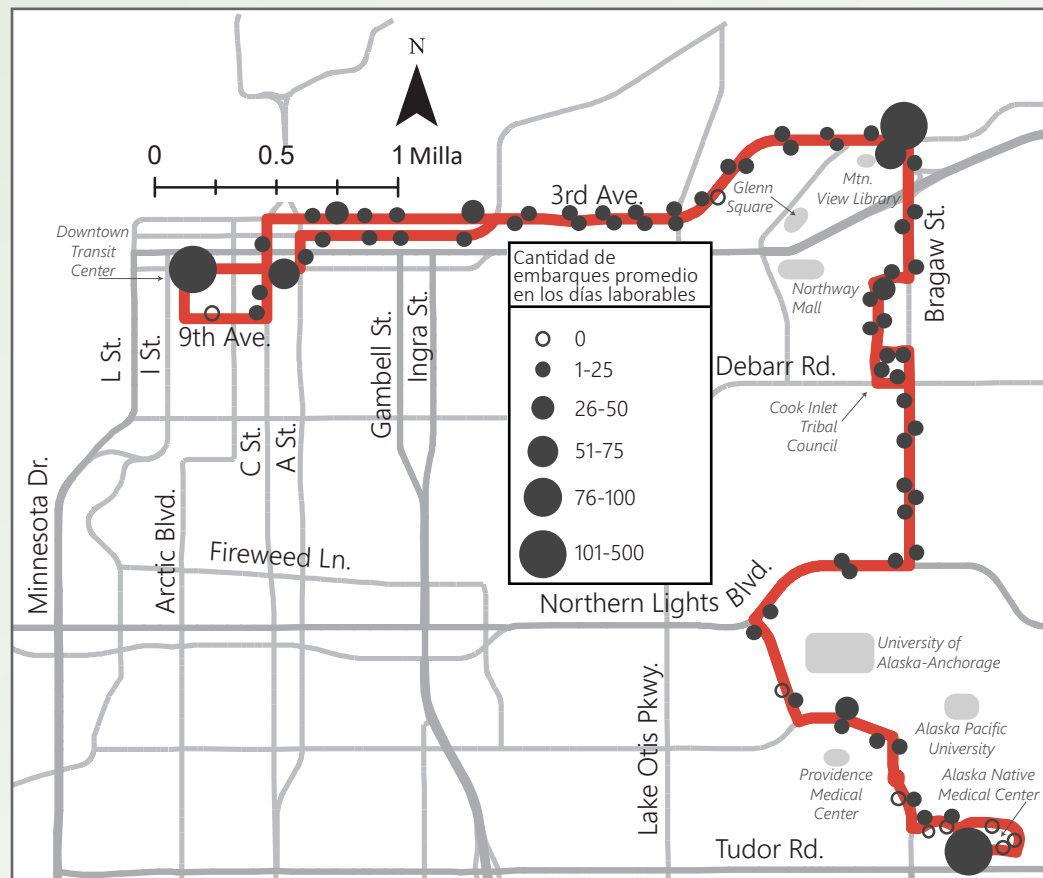 N
0
0.5
1 Milla
3rd Ave.
Glenn
Square
Mtn.
View Library
Downtown
Transit
Center
Cantidad de
embarques promedio
en los días laborables
0
1-25
26-50
51-75
76-100
101-500
Northway
Mall
Bragaw St.
L St.
I St.
9th Ave.
Gambell St.
Ingra St.
Debarr Rd.
Cook Inlet
Tribal
Council
C St.
A St.
Minnesota Dr.
Arctic Blvd.
Fireweed Ln.
Northern Lights Blvd.
University of
Alaska-Anchorage
Lake Otis Pkwy.
Alaska Pacific
University
Providence
Medical
Center
Alaska Native
Medical Center
Tudor Rd.